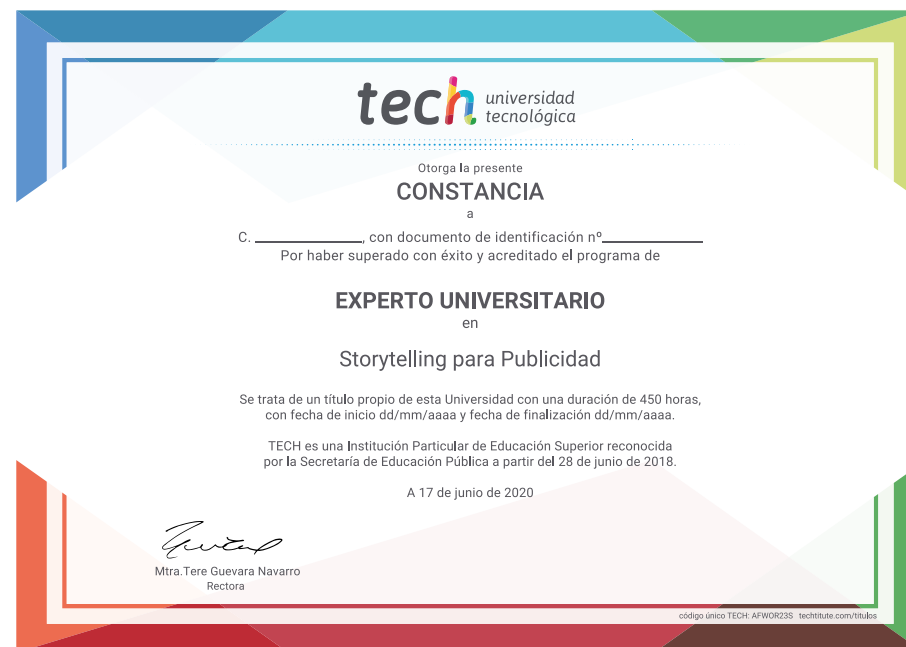 tech universidad
tecnológica
Otorga la presente
CONSTANCIA
a
C. ____________, con documento de identificación nº____________
Por haber superado con éxito y acreditado el programa de
EXPERTO UNIVERSITARIO
en
Storytelling para Publicidad
Se trata de un título propio de esta Universidad con una duración de 450 horas,
con fecha de inicio dd/mm/aaaa y fecha de finalización dd/mm/aaaa.
TECH es una Institución Particular de Educación Superior reconocida
por la Secretaría de Educación Pública a partir del 28 de junio de 2018.
A 17 de junio de 2020
Mtra.Tere Guevara Navarro
Rectora
código único TECH: AFWOR23S techtitute.com/titulos